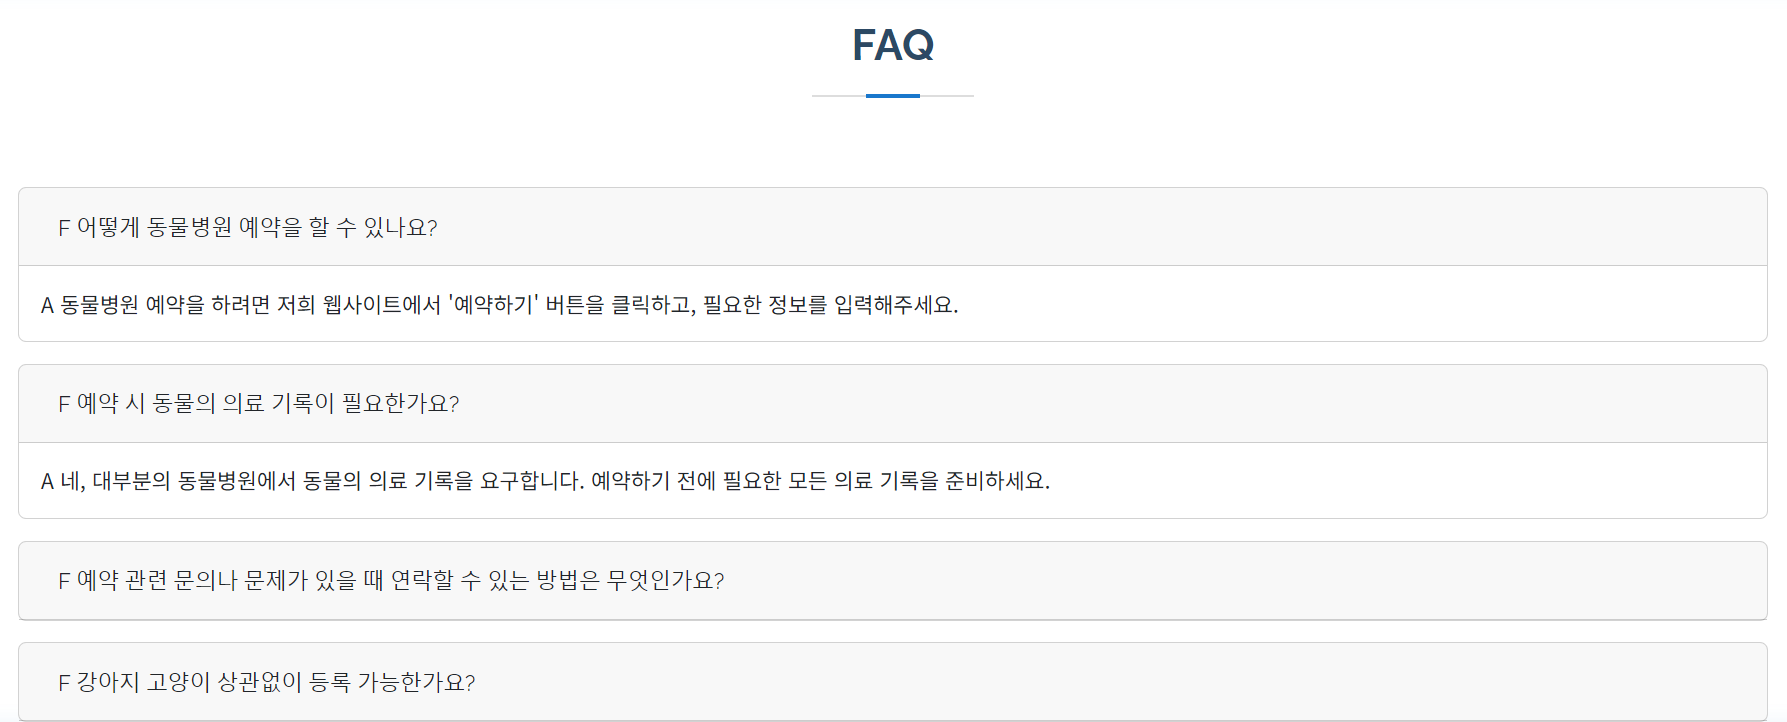 FAQ
F 어떻게 동물병원 예약을 할 수 있나요?
A 동물병원 예약을 하려면 저희 웹사이트에서 '예약하기' 버튼을 클릭하고, 필요한 정보를 입력해주세요.
F 예약 시 동물의 의료 기록이 필요한가요?
A 네, 대부분의 동물병원에서 동물의 의료 기록을 요구합니다. 예약하기 전에 필요한 모든 의료 기록을 준비하세요.
F 예약 관련 문의나 문제가 있을 때 연락할 수 있는 방법은 무엇인가요?
F 강아지 고양이 상관없이 등록 가능한가요?